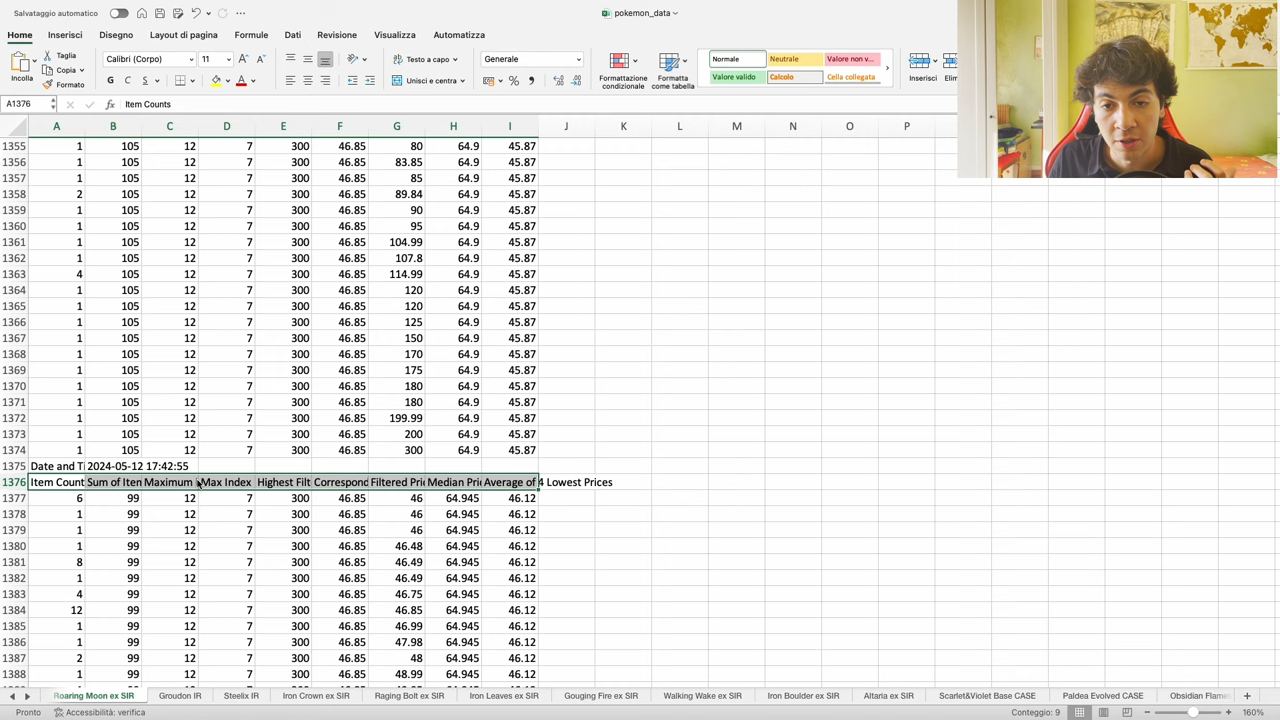 Salvataggio automatico
pokemon_data
Home Inserisci Disegno Layout di pagina Formule Dati Revisione Visualizza Automatizza
Incolla
Taglia
Copia
Formato
Calibri (Corpo) 11
G C S
Testo a capo
Unisci e centra
Generale
Formattazione condizionale
Formatta come tabella
Normale Neutrale Valore non v...
Valore valido Calcolo Cella collegata
Inserisci Elim
A1376 fx Item Counts
A B C D E F G H I J K L M N O P
1355 1 105 12 7 300 46.85 80 64.9 45.87
1356 1 105 12 7 300 46.85 83.85 64.9 45.87
1357 1 105 12 7 300 46.85 85 64.9 45.87
1358 2 105 12 7 300 46.85 89.84 64.9 45.87
1359 1 105 12 7 300 46.85 90 64.9 45.87
1360 1 105 12 7 300 46.85 95 64.9 45.87
1361 1 105 12 7 300 46.85 104.99 64.9 45.87
1362 1 105 12 7 300 46.85 107.8 64.9 45.87
1363 4 105 12 7 300 46.85 114.99 64.9 45.87
1364 1 105 12 7 300 46.85 120 64.9 45.87
1365 1 105 12 7 300 46.85 120 64.9 45.87
1366 1 105 12 7 300 46.85 125 64.9 45.87
1367 1 105 12 7 300 46.85 150 64.9 45.87
1368 1 105 12 7 300 46.85 170 64.9 45.87
1369 1 105 12 7 300 46.85 175 64.9 45.87
1370 1 105 12 7 300 46.85 180 64.9 45.87
1371 1 105 12 7 300 46.85 180 64.9 45.87
1372 1 105 12 7 300 46.85 199.99 64.9 45.87
1373 1 105 12 7 300 46.85 200 64.9 45.87
1374 1 105 12 7 300 46.85 300 64.9 45.87
1375 Date and T 2024-05-12 17:42:55
1376 Item Count Sum of Iten Maximum Max Index Highest Filt Correspond Filtered Pri Median Pri Average of 4 Lowest Prices
1377 6 99 12 7 300 46.85 46 64.945 46.12
1378 1 99 12 7 300 46.85 46 64.945 46.12
1379 1 99 12 7 300 46.85 46 64.945 46.12
1380 1 99 12 7 300 46.85 46.48 64.945 46.12
1381 8 99 12 7 300 46.85 46.49 64.945 46.12
1382 1 99 12 7 300 46.85 46.49 64.945 46.12
1383 4 99 12 7 300 46.85 46.75 64.945 46.12
1384 12 99 12 7 300 46.85 46.85 64.945 46.12
1385 1 99 12 7 300 46.85 46.99 64.945 46.12
1386 1 99 12 7 300 46.85 47.98 64.945 46.12
1387 2 99 12 7 300 46.85 48 64.945 46.12
1388 1 99 12 7 300 46.85 48.99 64.945 46.12
Roaring Moon ex SIR Groudon IR Steelix IR Iron Crown ex SIR Raging Bolt ex SIR Iron Leaves ex SIR Gouging Fire ex SIR Walking Wake ex SIR Iron Boulder ex SIR Altaria ex SIR Scarlet&Violet Base CASE Paldea Evolved CASE Obsidian Flame
Pronto Accessibilità: verifica Conteggio: 9 160%